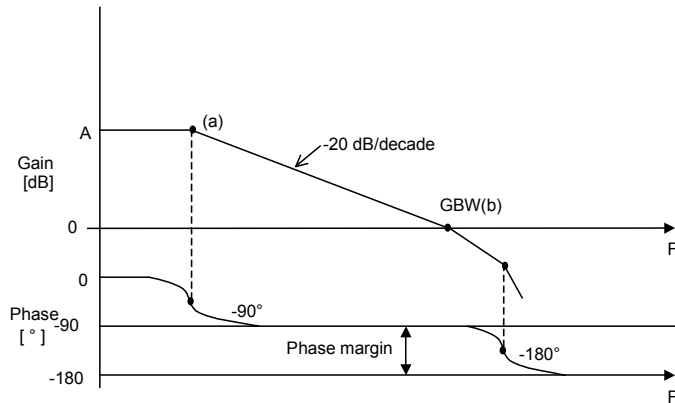 (a)
A
-20 dB/decade
Gain
[dB]
GBW(b)
0
F
0
Phase
[ ° ]
-90°
-90
Phase margin
-180°
-180
F